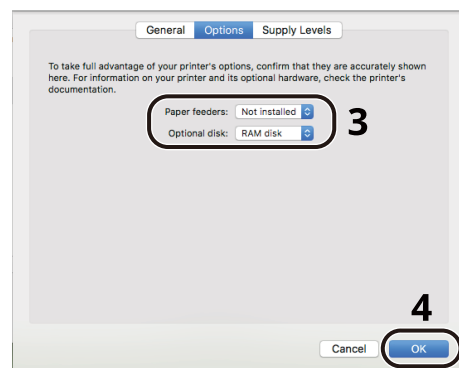 General Options Supply Levels
To take full advantage of your printer's options, confirm that they are accurately shown
here. For information on your printer and its optional hardware, check the printer's
documentation.
Paper feeders: Not installed
3
Optional disk: RAM disk
4
Cancel OK